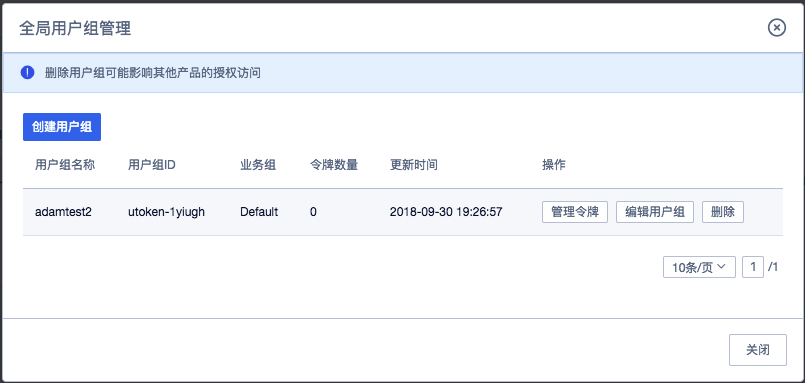 全局用户组管理
删除用户组可能影响其他产品的授权访问
创建用户组
用户组名称 用户组ID 业务组 令牌数量 更新时间 操作
adamtest2 utoken-1yiugh Default 0 2018-09-30 19:26:57 管理令牌 编辑用户组 删除
10条/页 1 /1
关闭